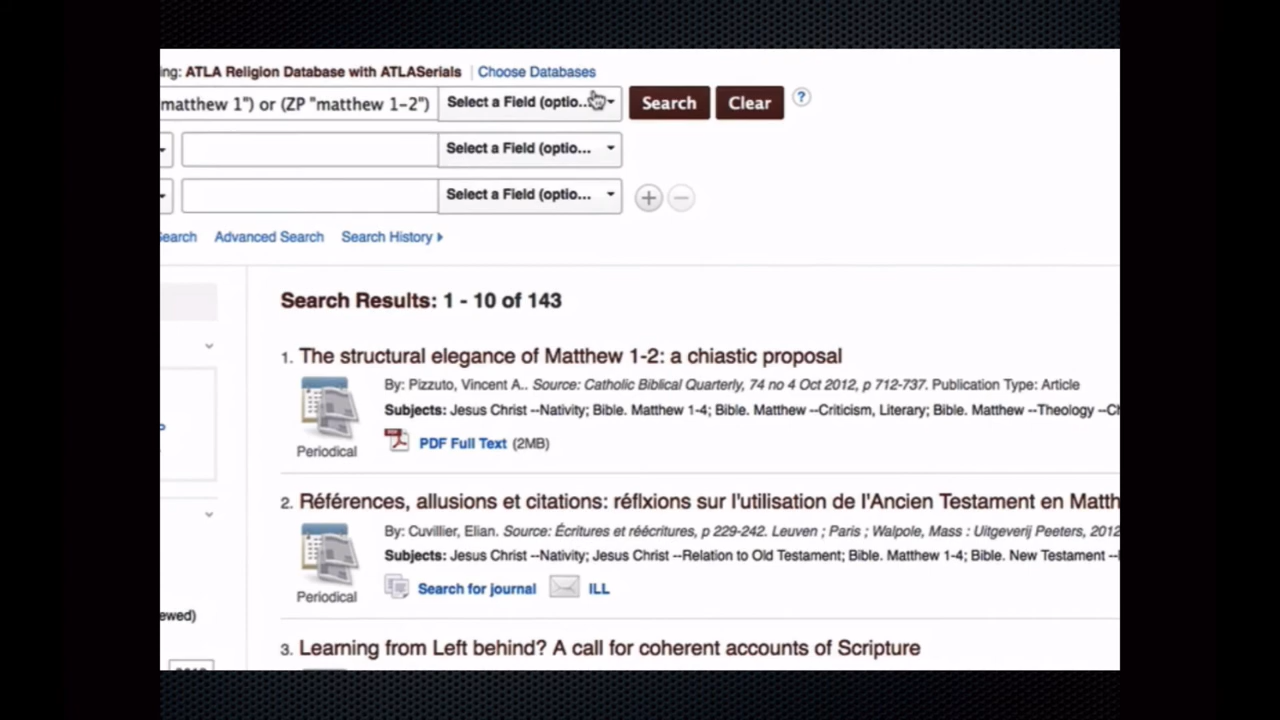 ng: ATLA Religion Database with ATLASerials | Choose Databases
matthew 1") or (ZP "matthew 1-2") Select a Field (optio... Search Clear ?
Select a Field (optio...
Select a Field (optio...
Search Advanced Search Search History
Search Results: 1 - 10 of 143
1. The structural elegance of Matthew 1-2: a chiastic proposal
By: Pizzuto, Vincent A.. Source: Catholic Biblical Quarterly, 74 no 4 Oct 2012, p 712-737. Publication Type: Article
Subjects: Jesus Christ --Nativity; Bible. Matthew 1-4; Bible. Matthew --Criticism, Literary; Bible. Matthew --Theology --Ch
Periodical
PDF Full Text (2MB)
2. Références, allusions et citations: réflxions sur l'utilisation de l'Ancien Testament en Matth
By: Cuvillier, Elian. Source: Écritures et réécritures, p 229-242. Leuven ; Paris ; Walpole, Mass : Uitgeverij Peeters, 2012
Subjects: Jesus Christ --Nativity; Jesus Christ --Relation to Old Testament; Bible. Matthew 1-4; Bible. New Testament --
Periodical
Search for journal ILL
ewed)
3. Learning from Left behind? A call for coherent accounts of Scripture